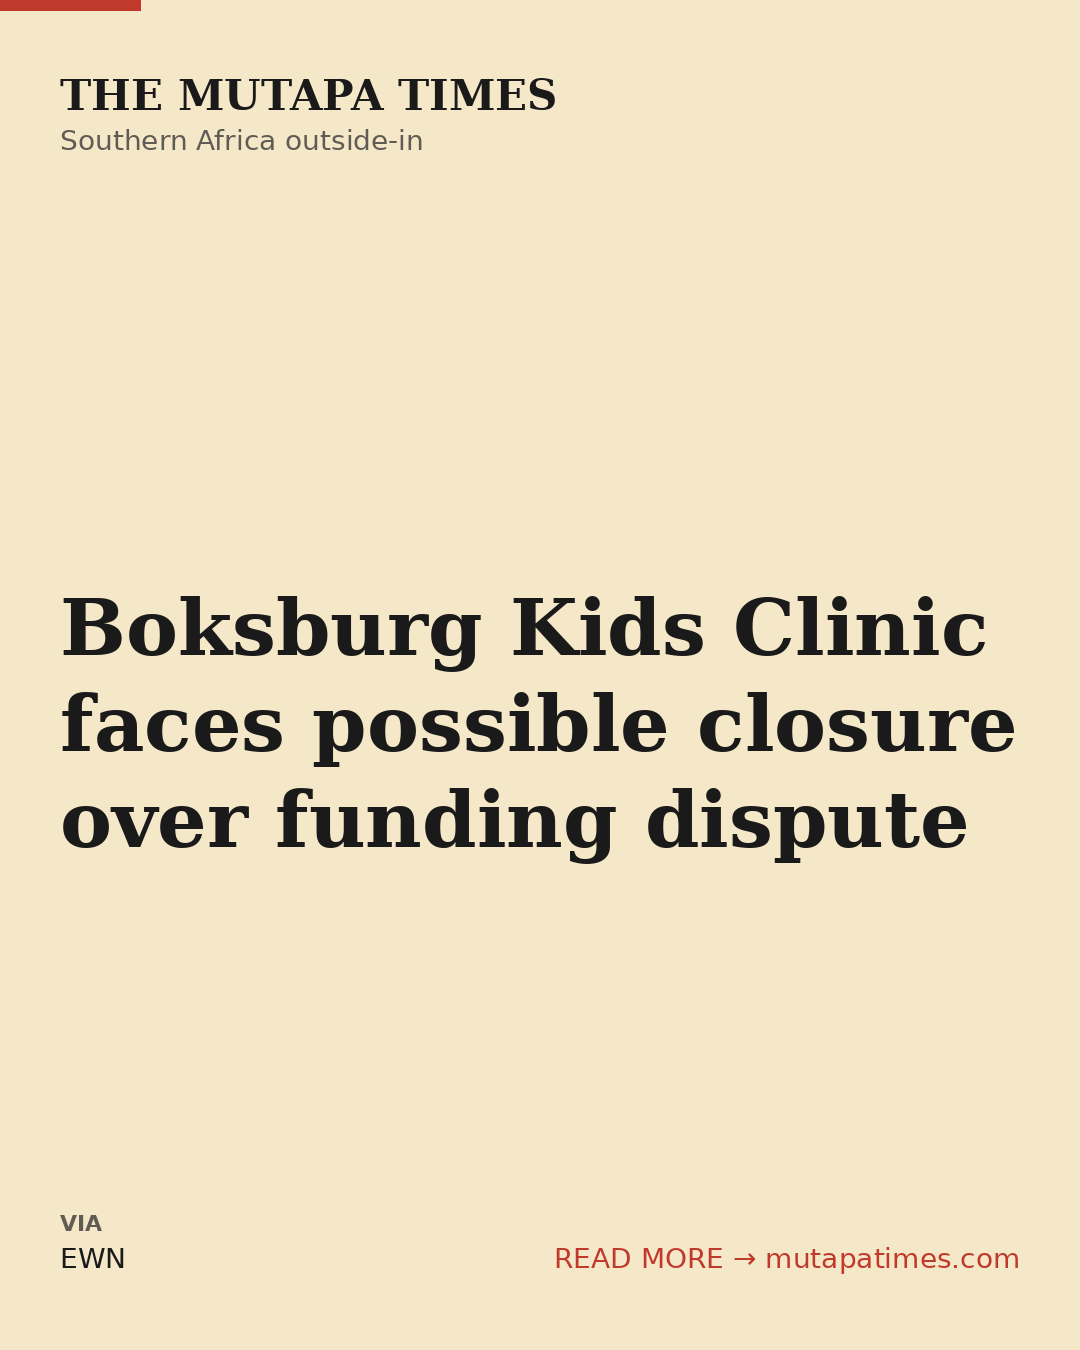 THE MUTAPA TIMES
Southern Africa outside-in
Boksburg Kids Clinic
faces possible closure
over funding dispute
VIA
EWN
READ MORE → mutapatimes.com